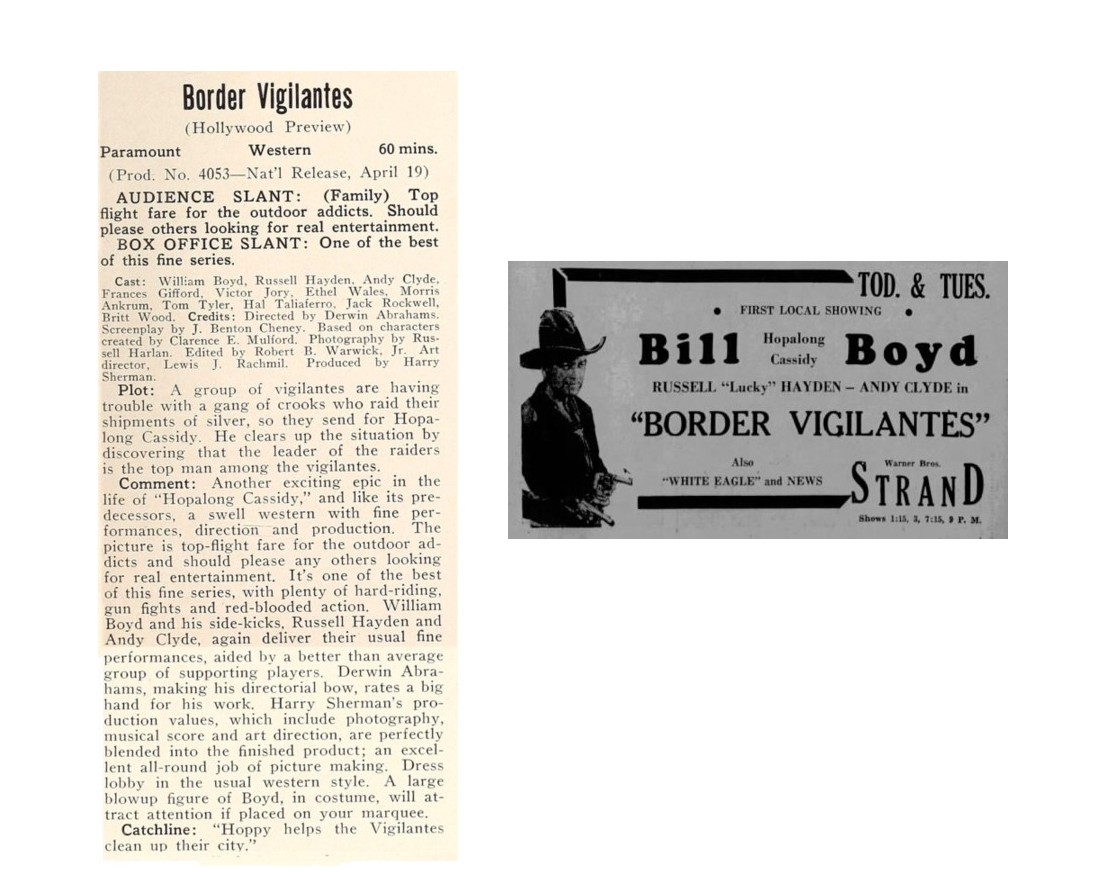 Border Vigilantes
(Hollywood Preview)
Paramount Western 60 mins.
(Prod. No. 4053—Nat'l Release, April 19)
AUDIENCE SLANT: (Family) Top
flight fare for the outdoor addicts. Should
please others looking for real entertainment.
BOX OFFICE SLANT: One of the best
of this fine series.
Cast: William Boyd, Russell Hayden, Andy Clyde,
Frances Gifford, Victor Jory, Ethel Wales, Morris
Ankrum, Tom Tyler, Hal Taliaferro, Jack Rockwell,
Britt Wood. Credits: Directed by Derwin Abrahams.
Screenplay by J. Benton Cheney. Based on characters
created by Clarence E. Mulford. Photography by Rus-
sell Harlan. Edited by Robert B. Warwick, Jr. Art
director, Lewis J. Rachmil. Produced by Harry
Sherman.
Plot: A group of vigilantes are having
trouble with a gang of crooks who raid their
shipments of silver, so they send for Hopa-
long Cassidy. He clears up the situation by
discovering that the leader of the raiders
is the top man among the vigilantes.
Comment: Another exciting epic in the
life of "Hopalong Cassidy," and like its pre-
decessors, a swell western with fine per-
formances, direction and production. The
picture is top-flight fare for the outdoor ad-
dicts and should please any others looking
for real entertainment. It's one of the best
of this fine series, with plenty of hard-riding,
gun fights and red-blooded action. William
Boyd and his side-kicks, Russell Hayden and
Andy Clyde, again deliver their usual fine
performances, aided by a better than average
group of supporting players. Derwin Abra-
hams, making his directorial bow, rates a big
hand for his work. Harry Sherman's pro-
duction values, which include photography,
musical score and art direction, are perfectly
blended into the finished product; an excel-
lent all-round job of picture making. Dress
lobby in the usual western style. A large
blowup figure of Boyd, in costume, will at-
tract attention if placed on your marquee.
Catchline: "Hoppy helps the Vigilantes
clean up their city."
TOD. & TUES.
• FIRST LOCAL SHOWING •
Bill Hopalong Cassidy Boyd
RUSSELL "Lucky" HAYDEN – ANDY CLYDE in
"BORDER VIGILANTES"
Also
"WHITE EAGLE" and NEWS
Warner Bros.
STRAND
Shows 1:15, 3, 7:15, 9 P. M.